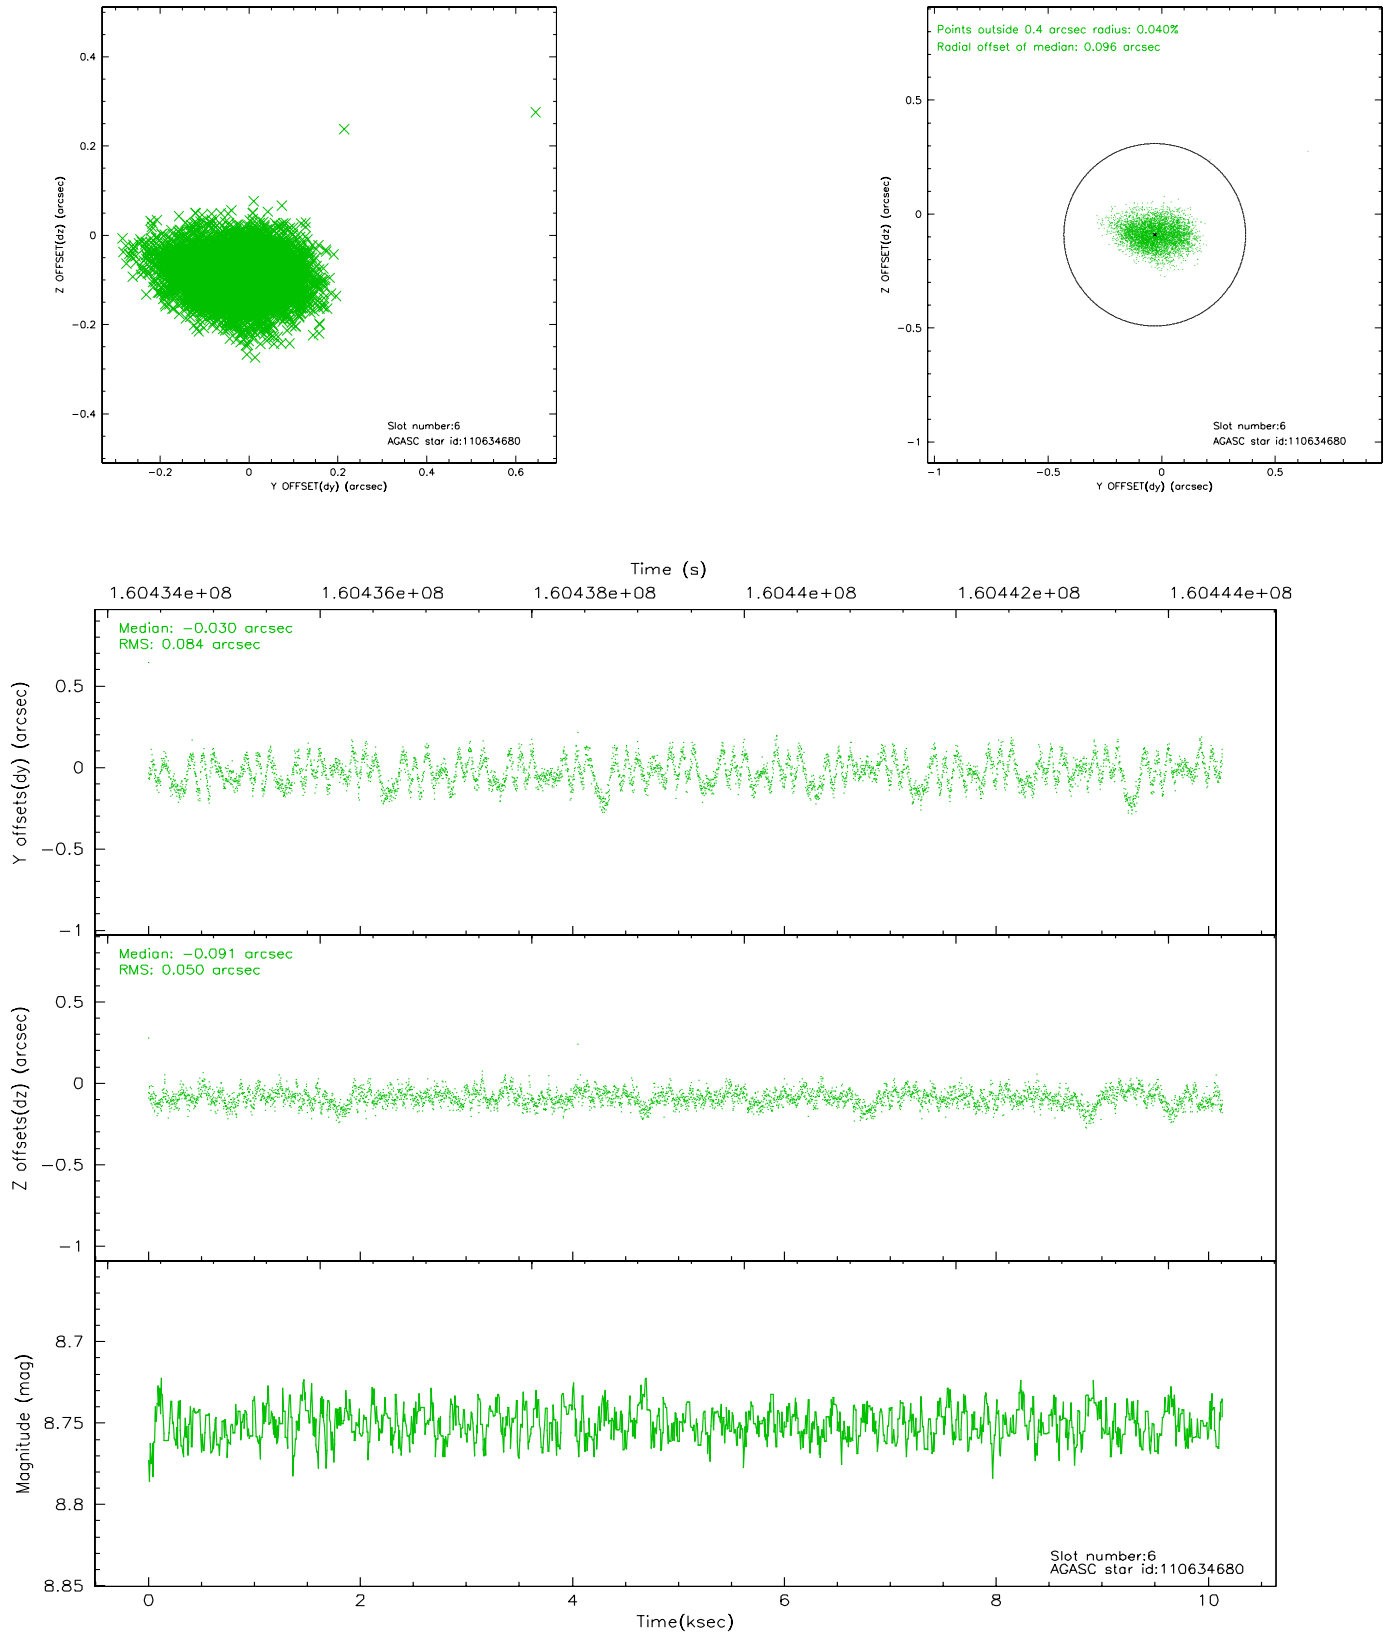 0.4
0.2
0
−0.2
−0.4
Z OFFSET(dz) (arcsec)
Slot number:6
AGASC star id:110634680
−0.2 0 0.2 0.4 0.6
Y OFFSET(dy) (arcsec)
Points outside 0.4 arcsec radius: 0.040%
Radial offset of median: 0.096 arcsec
0.5
0
−0.5
−1
Z OFFSET(dz) (arcsec)
Slot number:6
AGASC star id:110634680
−1 −0.5 0 0.5
Y OFFSET(dy) (arcsec)
Time (s)
1.60434e+08 1.60436e+08 1.60438e+08 1.6044e+08 1.60442e+08 1.60444e+08
Median: −0.030 arcsec
RMS: 0.084 arcsec
0.5
0
−0.5
−1
Y offsets(dy) (arcsec)
Median: −0.091 arcsec
RMS: 0.050 arcsec
0.5
0
−0.5
−1
Z offsets(dz) (arcsec)
8.7
8.75
8.8
8.85
Magnitude (mag)
Slot number:6
AGASC star id:110634680
0 2 4 6 8 10
Time(ksec)